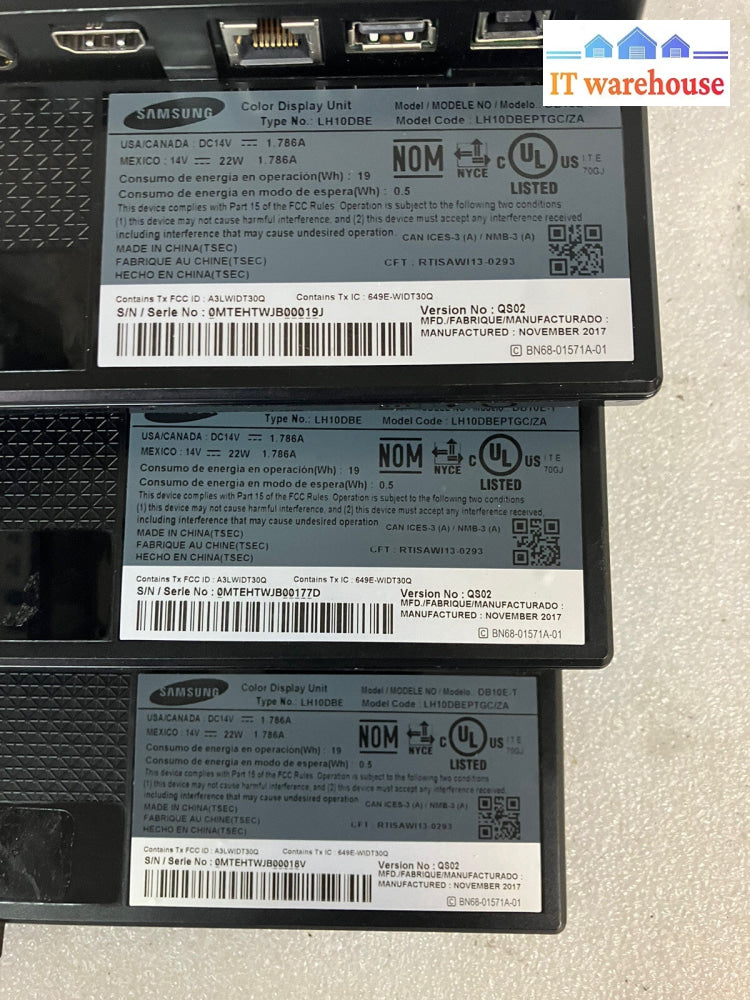 IT warehouse
SAMSUNG Color Display Unit Model / MODELE NO / Modelo : DB10E-T
Type No. : LH10DBE Model Code : LH10DBEPTGC/ZA
USA/CANADA : DC14V 1.786A
MEXICO : 14V 22W 1.786A
Consumo de energía en operación(Wh) : 19
Consumo de energía en modo de espera(Wh) : 0.5
NOM NYCE C UL US LISTED I.T.E. 70GJ
This device complies with Part 15 of the FCC Rules. Operation is subject to the following two conditions:
(1) this device may not cause harmful interference, and (2) this device must accept any interference received,
including interference that may cause undesired operation. CAN ICES-3 (A) / NMB-3 (A)
MADE IN CHINA(TSEC)
FABRIQUE AU CHINE(TSEC) CFT : RTISAWI13-0293
HECHO EN CHINA(TSEC)
Contains Tx FCC ID : A3LWIDT30Q Contains Tx IC : 649E-WIDT30Q
S/N / Serie No : 0MTEHTWJB00019J Version No : QS02
MFD./FABRIQUE/MANUFACTURADO :
MANUFACTURED : NOVEMBER 2017
C BN68-01571A-01
SAMSUNG DB10E-T
Type No. : LH10DBE Model Code : LH10DBEPTGC/ZA
USA/CANADA : DC14V 1.786A
MEXICO : 14V 22W 1.786A
Consumo de energía en operación(Wh) : 19
Consumo de energía en modo de espera(Wh) : 0.5
NOM NYCE C UL US LISTED I.T.E. 70GJ
This device complies with Part 15 of the FCC Rules. Operation is subject to the following two conditions
(1) this device may not cause harmful interference, and (2) this device must accept any interference received,
including interference that may cause undesired operation CAN ICES-3 (A) / NMB-3 (A)
MADE IN CHINA(TSEC)
FABRIQUE AU CHINE(TSEC) CFT : RTISAWI13-0293
HECHO EN CHINA(TSEC)
Contains Tx FCC ID : A3LWIDT30Q Contains Tx IC : 649E-WIDT30Q
S/N / Serie No : 0MTEHTWJB00177D Version No : QS02
MFD./FABRIQUE/MANUFACTURADO :
MANUFACTURED : NOVEMBER 2017
C BN68-01571A-01
SAMSUNG Color Display Unit Model / MODELE NO / Modelo : DB10E-T
Type No. : LH10DBE Model Code : LH10DBEPTGC/ZA
USA/CANADA : DC14V 1.786A
MEXICO : 14V 22W 1.786A
Consumo de energía en operación(Wh) : 19
Consumo de energía en modo de espera(Wh) : 0.5
NOM NYCE C UL US LISTED I.T.E. 70GJ
This device complies with Part 15 of the FCC Rules. Operation is subject to the following two conditions
(1) this device may not cause harmful interference, and (2) this device must accept any interference received,
including interference that may cause undesired operation CAN ICES-3 (A) / NMB-3 (A)
MADE IN CHINA(TSEC)
FABRIQUE AU CHINE(TSEC) CFT : RTISAWI13-0293
HECHO EN CHINA(TSEC)
Contains Tx FCC ID : A3LWIDT30Q Contains Tx IC : 649E-WIDT30Q
S/N / Serie No : 0MTEHTWJB00018V Version No : QS02
MFD./FABRIQUE/MANUFACTURADO :
MANUFACTURED : NOVEMBER 2017
C BN68-01571A-01